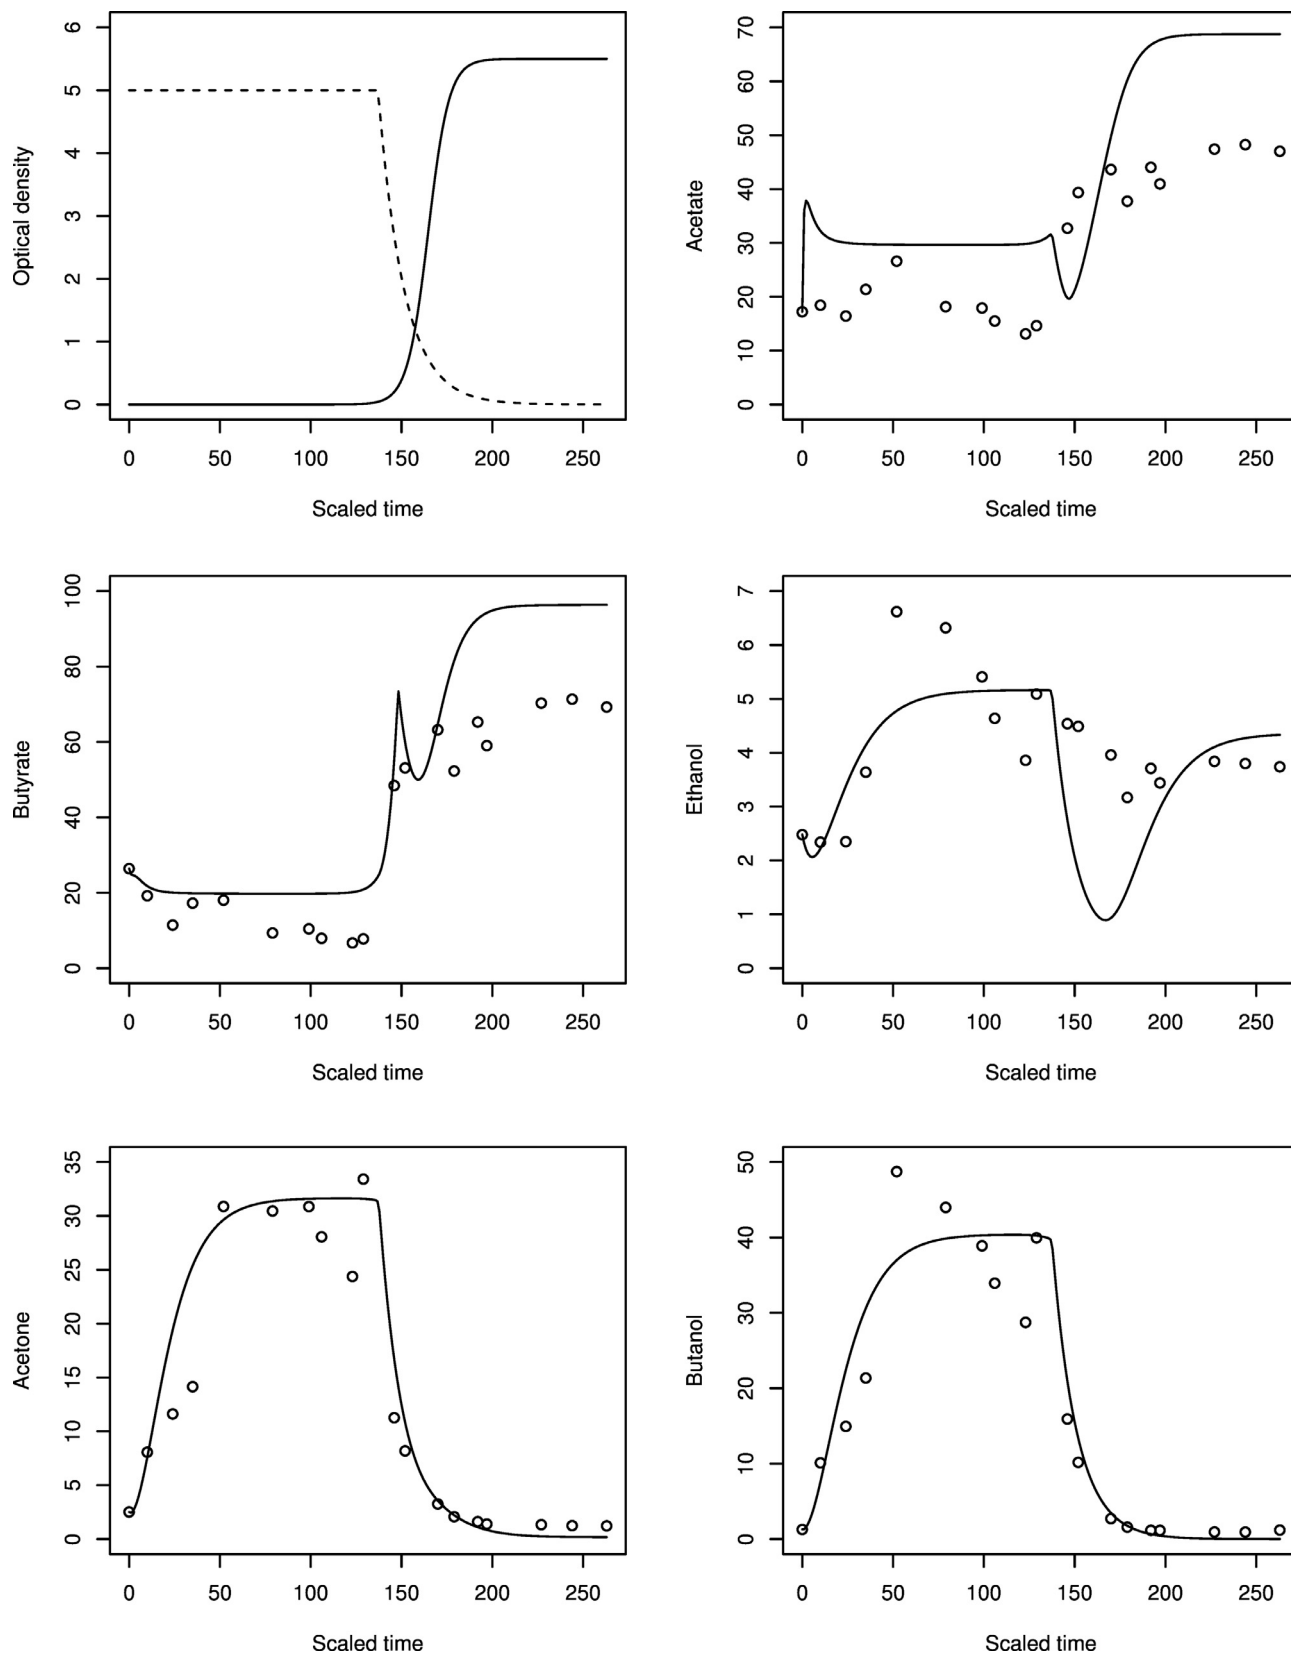 Optical density
0 1 2 3 4 5 6
0 50 100 150 200 250
Scaled time
Acetate
0 10 20 30 40 50 60 70
0 50 100 150 200 250
Scaled time
Butyrate
0 20 40 60 80 100
0 50 100 150 200 250
Scaled time
Ethanol
0 1 2 3 4 5 6 7
0 50 100 150 200 250
Scaled time
Acetone
0 5 10 15 20 25 30 35
0 50 100 150 200 250
Scaled time
Butanol
0 10 20 30 40 50
0 50 100 150 200 250
Scaled time